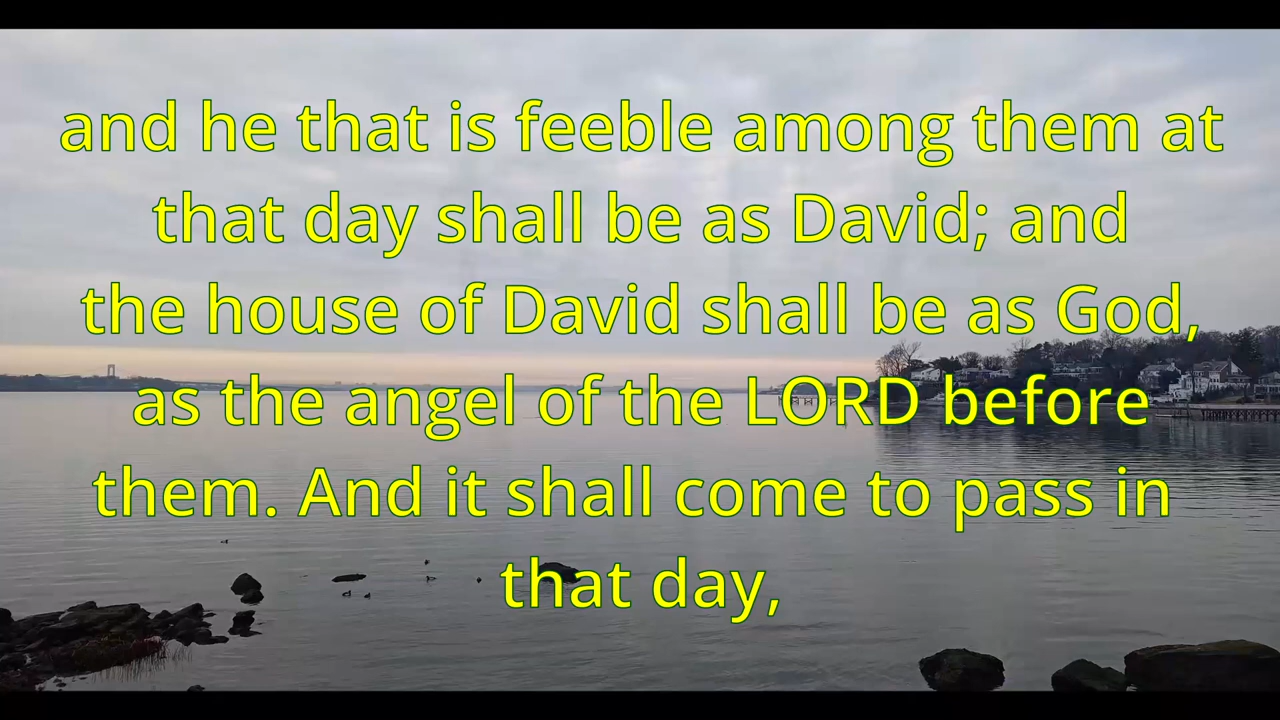 and he that is feeble among them at
that day shall be as David; and
the house of David shall be as God,
as the angel of the LORD before
them. And it shall come to pass in
that day,